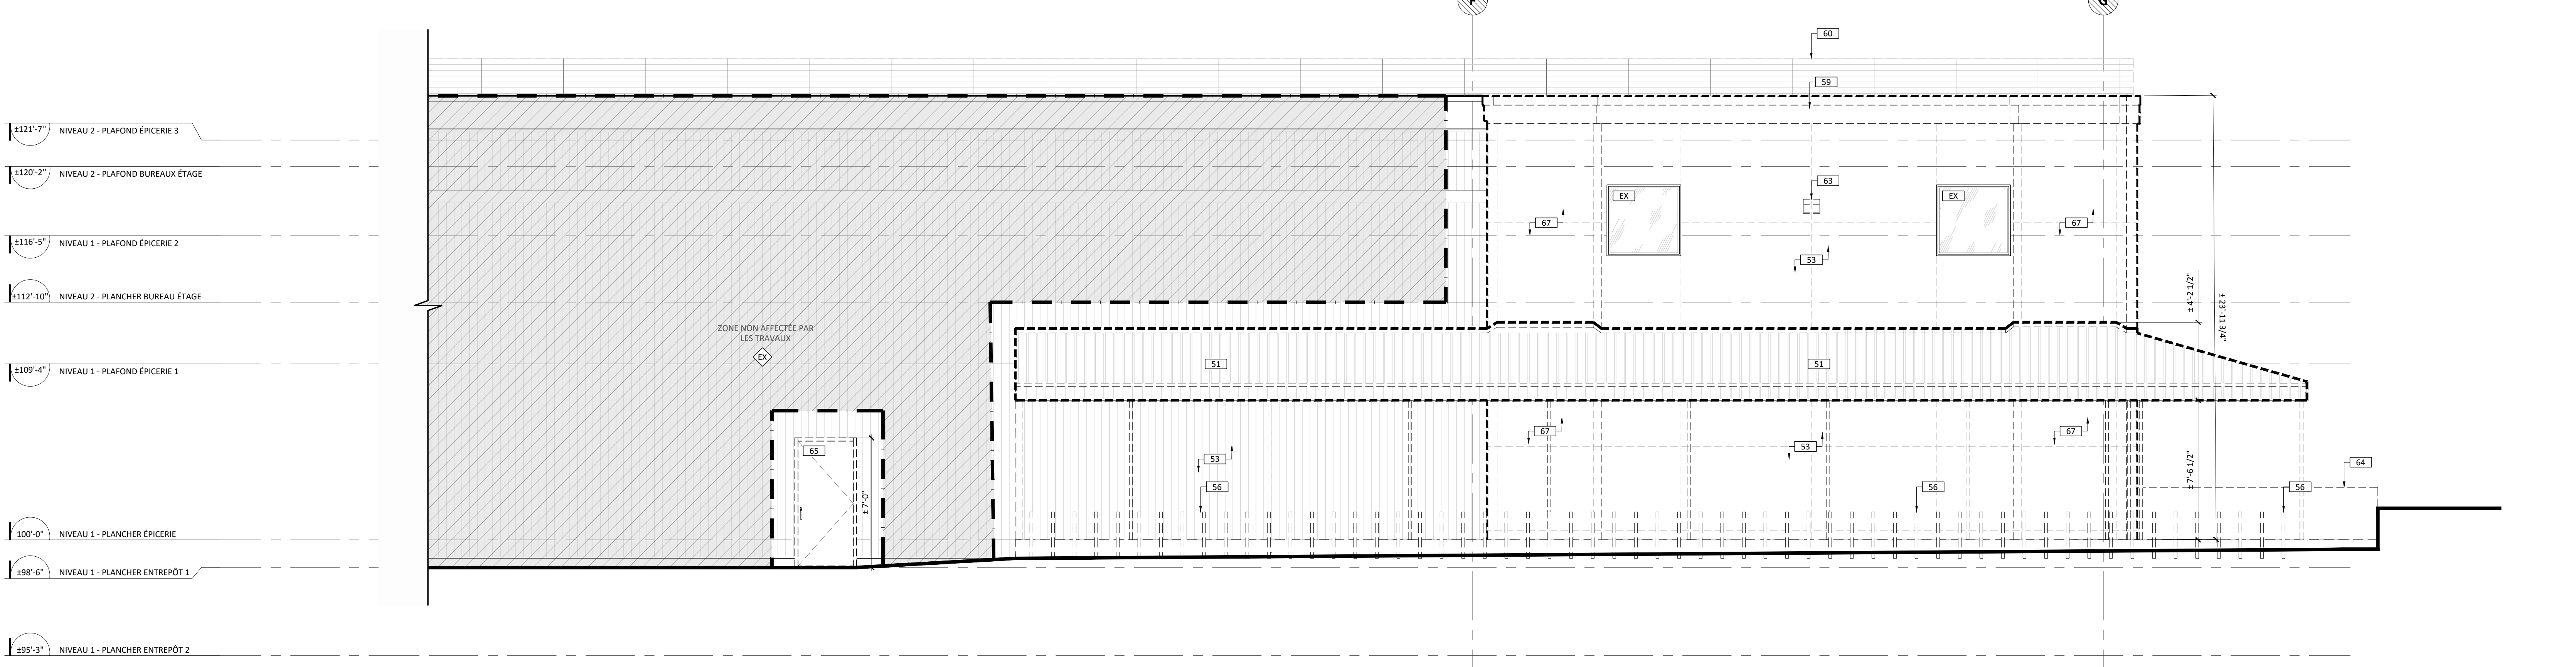 F
G
60
59
±121'-7"
NIVEAU 2 - PLAFOND ÉPICERIE 3
±120'-2"
NIVEAU 2 - PLAFOND BUREAUX ÉTAGE
63
EX
EX
67
67
±116'-5"
NIVEAU 1 - PLAFOND ÉPICERIE 2
53
± 4'-2 1/2"
± 23'-11 3/4"
±112'-10"
NIVEAU 2 - PLANCHER BUREAU ÉTAGE
ZONE NON AFFECTÉE PAR
LES TRAVAUX
EX
51
51
±109'-4"
NIVEAU 1 - PLAFOND ÉPICERIE 1
67
67
65
53
53
64
± 7'-6 1/2"
56
56
56
± 7'-0"
100'-0"
NIVEAU 1 - PLANCHER ÉPICERIE
±98'-6"
NIVEAU 1 - PLANCHER ENTREPÔT 1
±95'-3"
NIVEAU 1 - PLANCHER ENTREPÔT 2